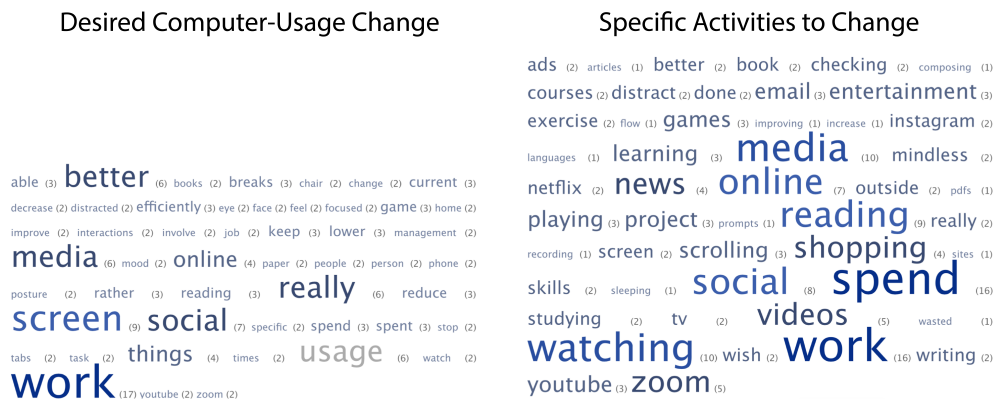 Desired Computer-Usage Change
able (3) better (6) books (2) breaks (3) chair (2) change (2) current (3)
decrease (2) distracted (2) efficiently (3) eye (2) face (2) feel (2) focused (2) game (3) home (2)
improve (2) interactions (2) involve (2) job (2) keep (3) lower (3) management (2)
media (6) mood (2) online (4) paper (2) people (2) person (2) phone (2)
posture (2) rather (3) reading (3) really (6) reduce (3)
screen (9) social (7) specific (2) spend (3) spent (3) stop (2)
tabs (2) task (2) things (4) times (2) usage (6) watch (2)
work (17) youtube (2) zoom (2)
Specific Activities to Change
ads (2) articles (1) better (2) book (2) checking (2) composing (1)
courses (2) distract (2) done (2) email (3) entertainment (3)
exercise (2) flow (1) games (3) improving (1) increase (1) instagram (2)
languages (1) learning (3) media (10) mindless (2)
netflix (2) news (4) online (7) outside (2) pdfs (1)
playing (3) project (3) prompts (1) reading (9) really (2)
recording (1) screen (2) scrolling (3) shopping (4) sites (1)
skills (2) sleeping (1) social (8) spend (16)
studying (2) tv (2) videos (5) wasted (1)
watching (10) wish (2) work (16) writing (2)
youtube (3) zoom (5)